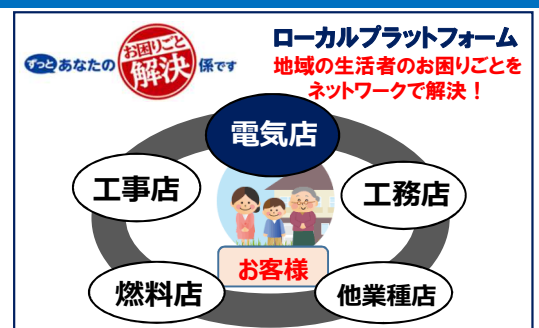 ずっとあなたの お困りごと 解決 係です
ローカルプラットフォーム
地域の生活者のお困りごとを
ネットワークで解決！
電気店
工事店
工務店
お客様
燃料店
他業種店